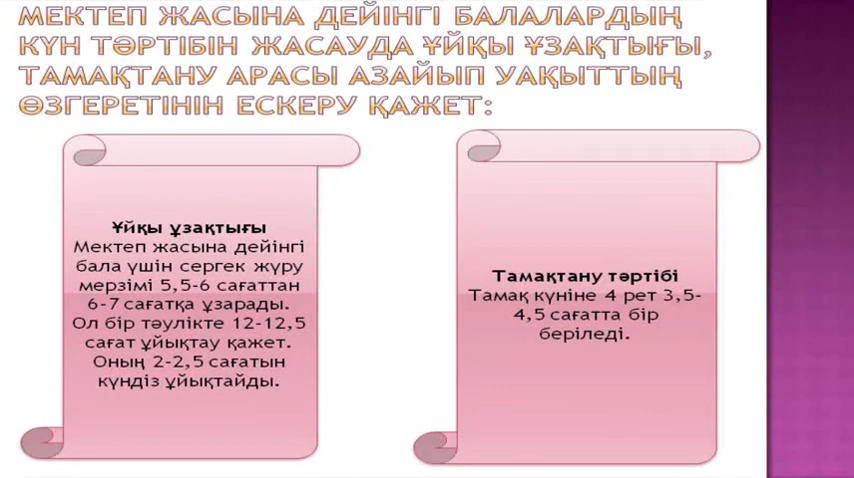 МЕКТЕП ЖАСЫНА ДЕЙІНГІ БАЛАЛАРДЫҢ
КҮН ТӘРТІБІН ЖАСАУДА ҰЙҚЫ ҰЗАҚТЫҒЫ,
ТАМАҚТАНУ АРАСЫ АЗАЙЫП УАҚЫТТЫҢ
ӨЗГЕРЕТІНІН ЕСКЕРУ ҚАЖЕТ:
Ұйқы ұзақтығы
Мектеп жасына дейінгі
бала үшін сергек жүру
мерзімі 5,5-6 сағаттан
6-7 сағатқа ұзарады.
Ол бір тәулікте 12-12,5
сағат ұйықтау қажет.
Оның 2-2,5 сағатын
күндіз ұйықтайды.
Тамақтану тәртібі
Тамақ күніне 4 рет 3,5-
4,5 сағатта бір
беріледі.